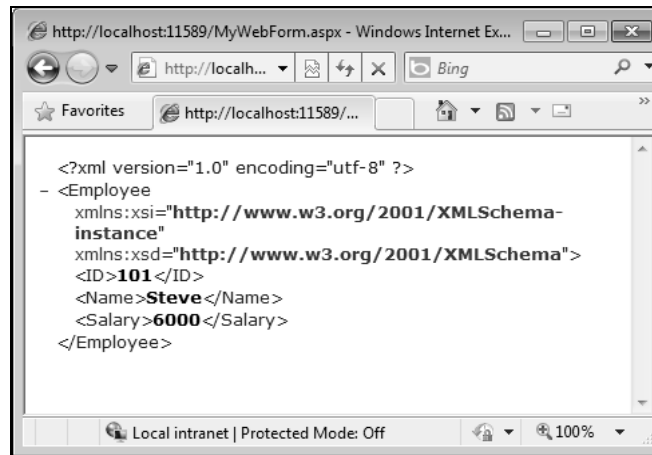 http://localhost:11589/MyWebForm.aspx - Windows Internet Ex...
http://localh...
Bing
Favorites
http://localhost:11589/...
»
<?xml version="1.0" encoding="utf-8" ?>
- <Employee
xmlns:xsi="http://www.w3.org/2001/XMLSchema-
instance"
xmlns:xsd="http://www.w3.org/2001/XMLSchema">
<ID>101</ID>
<Name>Steve</Name>
<Salary>6000</Salary>
</Employee>
Local intranet | Protected Mode: Off
100%